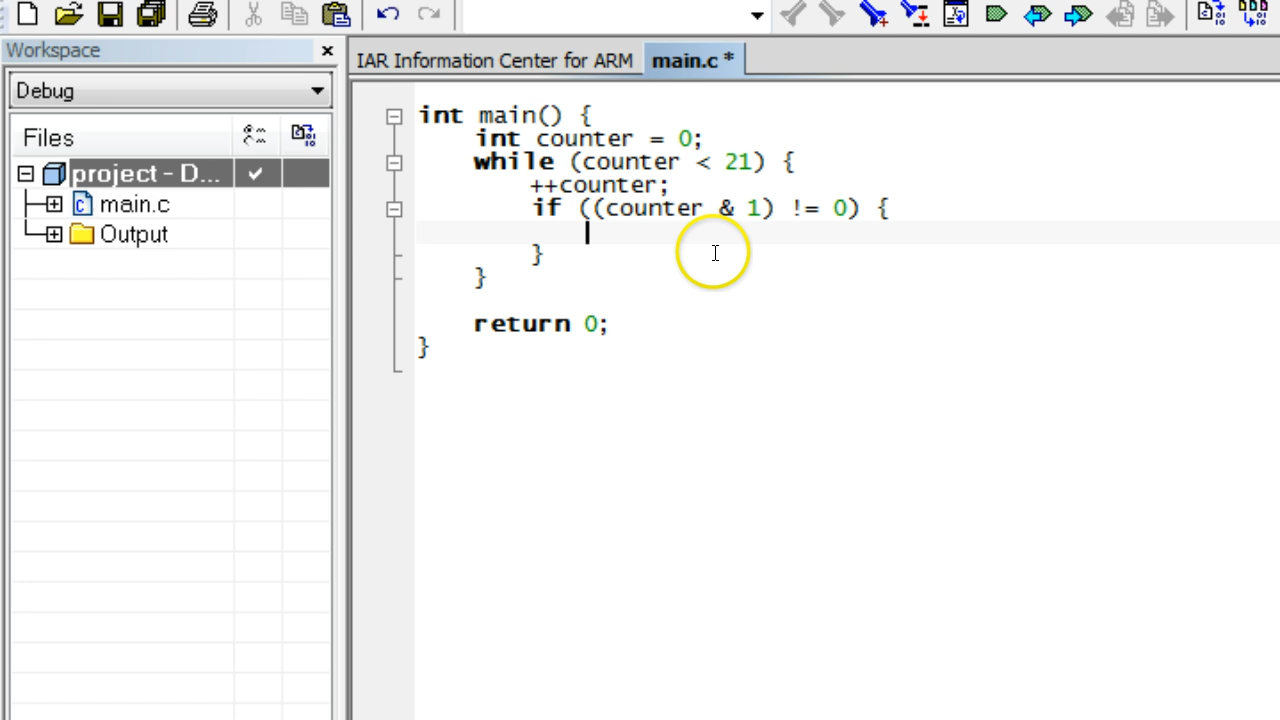 Workspace
Debug
Files
project - D...
main.c
Output
IAR Information Center for ARM
main.c *
int main() {
int counter = 0;
while (counter < 21) {
++counter;
if ((counter & 1) != 0) {
}
}
return 0;
}